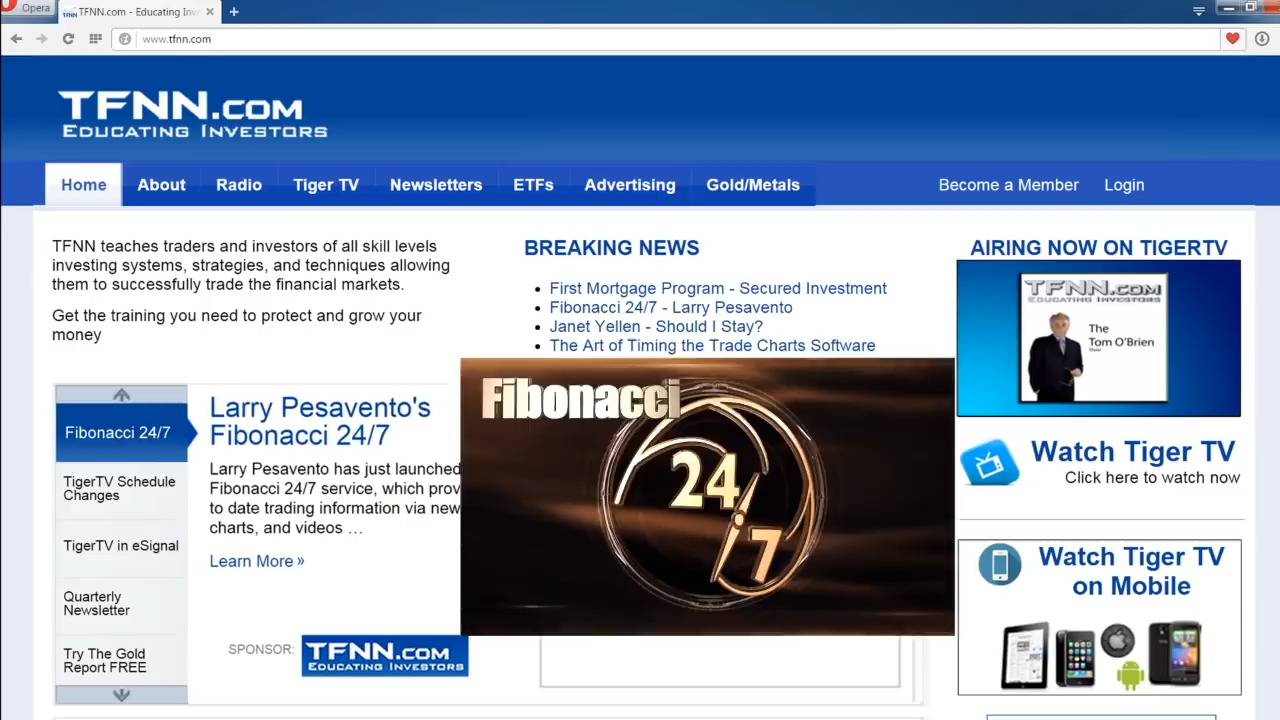 Opera
TFNN.com - Educating Inv
www.tfnn.com
TFNN.COM
EDUCATING INVESTORS
Home
About
Radio
Tiger TV
Newsletters
ETFs
Advertising
Gold/Metals
Become a Member
Login
TFNN teaches traders and investors of all skill levels
investing systems, strategies, and techniques allowing
them to successfully trade the financial markets.
Get the training you need to protect and grow your
money
BREAKING NEWS
First Mortgage Program - Secured Investment
Fibonacci 24/7 - Larry Pesavento
Janet Yellen - Should I Stay?
The Art of Timing the Trade Charts Software
AIRING NOW ON TIGERTV
TFNN.COM
EDUCATING INVESTORS
The
Tom O'Brien
Show
Fibonacci 24/7
TigerTV Schedule
Changes
TigerTV in eSignal
Quarterly
Newsletter
Try The Gold
Report FREE
Larry Pesavento's
Fibonacci 24/7
Larry Pesavento has just launched
Fibonacci 24/7 service, which prov
to date trading information via new
charts, and videos …
Learn More »
SPONSOR:
TFNN.COM
EDUCATING INVESTORS
Fibonacci
24
7
Watch Tiger TV
Click here to watch now
Watch Tiger TV
on Mobile